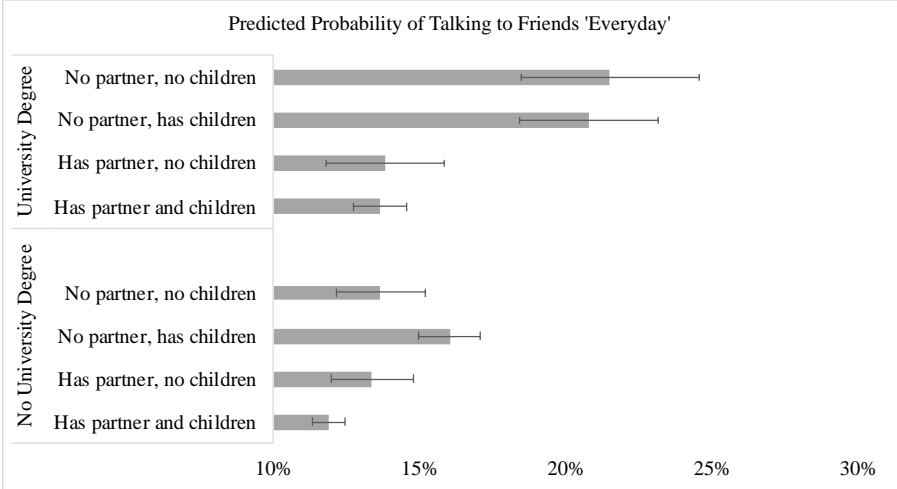 Predicted Probability of Talking to Friends 'Everyday'
University Degree
No partner, no children
No partner, has children
Has partner, no children
Has partner and children
No University Degree
No partner, no children
No partner, has children
Has partner, no children
Has partner and children
10% 15% 20% 25% 30%